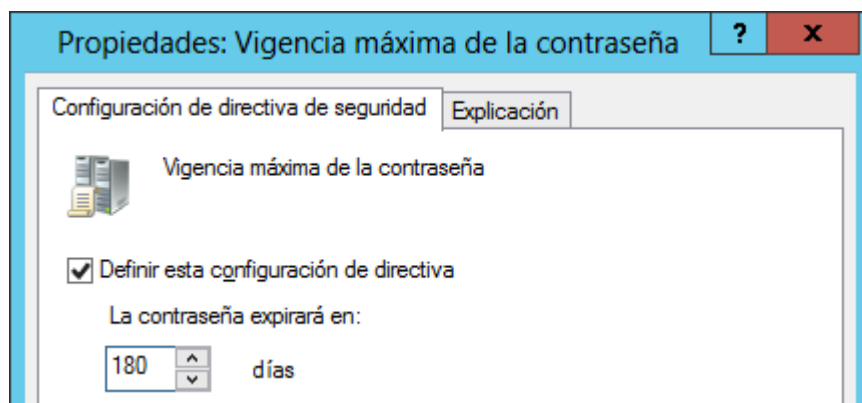 Propiedades: Vigencia máxima de la contraseña ? x
Configuración de directiva de seguridad Explicación
Vigencia máxima de la contraseña
Definir esta configuración de directiva
La contraseña expirará en:
180 días